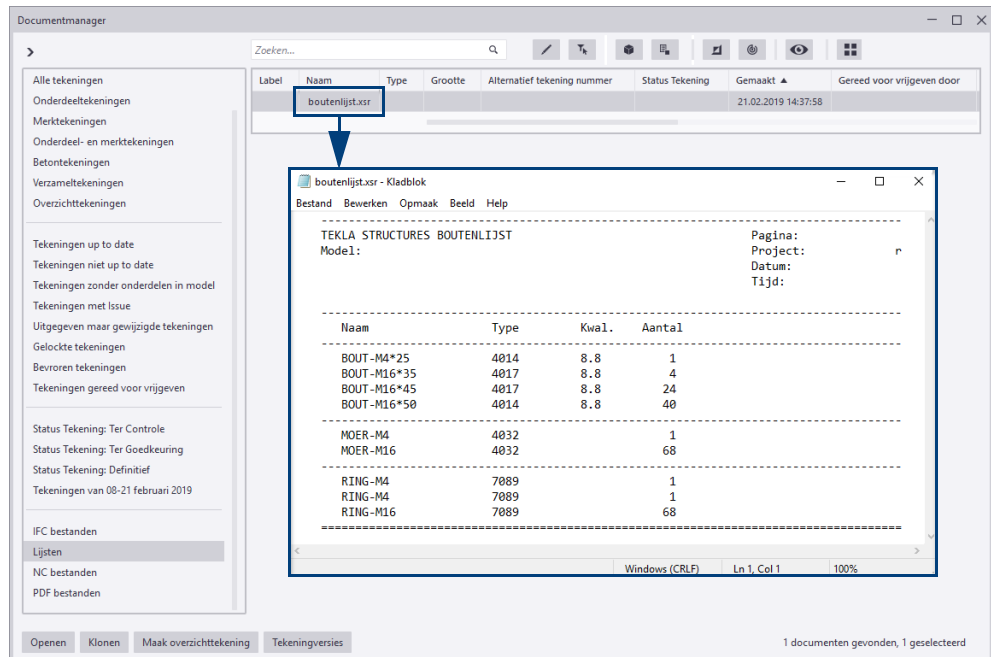 Documentmanager
Zoeken...
Alle tekeningen
Onderdeeltekeningen
Merktekeningen
Onderdeel- en merktekeningen
Betontekeningen
Verzameltekeningen
Overzichttekeningen
Tekeningen up to date
Tekeningen niet up to date
Tekeningen zonder onderdelen in model
Tekeningen met Issue
Uitgegeven maar gewijzigde tekeningen
Gelockte tekeningen
Bevroren tekeningen
Tekeningen gereed voor vrijgeven
Status Tekening: Ter Controle
Status Tekening: Ter Goedkeuring
Status Tekening: Definitief
Tekeningen van 08-21 februari 2019
IFC bestanden
Lijsten
NC bestanden
PDF bestanden
Label Naam Type Grootte Alternatief tekening nummer Status Tekening Gemaakt Gereed voor vrijgeven door
boutenlijst.xsr 21.02.2019 14:37:58
boutenlijst.xsr - Kladblok
Bestand Bewerken Opmaak Beeld Help
TEKLA STRUCTURES BOUTENLIJST Pagina:
Model: Project: r
Datum:
Tijd:
Naam Type Kwal. Aantal
BOUT-M4*25 4014 8.8 1
BOUT-M16*35 4017 8.8 4
BOUT-M16*45 4017 8.8 24
BOUT-M16*50 4014 8.8 40
MOER-M4 4032 1
MOER-M16 4032 68
RING-M4 7089 1
RING-M4 7089 1
RING-M16 7089 68
Windows (CRLF) Ln 1, Col 1 100%
Openen Klonen Maak overzichttekening Tekeningversies 1 documenten gevonden, 1 geselecteerd